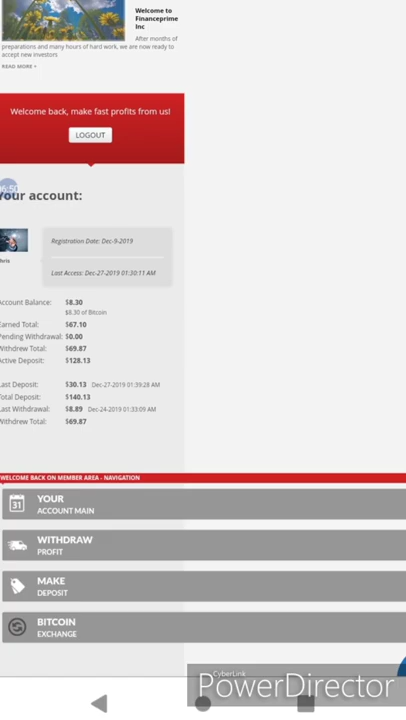 Welcome to
Financeprime
Inc
After months of
preparations and many hours of hard work, we are now ready to
accept new investors
READ MORE +
Welcome back, make fast profits from us!
LOGOUT
Your account:
Registration Date: Dec-9-2019
Last Access: Dec-27-2019 01:30:11 AM
Account Balance: $8.30
$8.30 of Bitcoin
Earned Total: $67.10
Pending Withdrawal: $0.00
Withdrew Total: $69.87
Active Deposit: $128.13
Last Deposit: $30.13 Dec-27-2019 01:39:28 AM
Total Deposit: $140.13
Last Withdrawal: $8.89 Dec-24-2019 01:33:09 AM
Withdrew Total: $69.87
WELCOME BACK ON MEMBER AREA - NAVIGATION
31
YOUR
ACCOUNT MAIN
WITHDRAW
PROFIT
MAKE
DEPOSIT
BITCOIN
EXCHANGE
CyberLink
PowerDirector